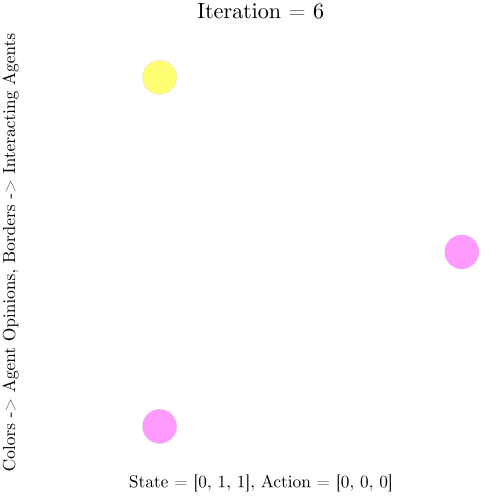 Iteration = 6
Colors -> Agent Opinions, Borders -> Interacting Agents
State = [0, 1, 1], Action = [0, 0, 0]